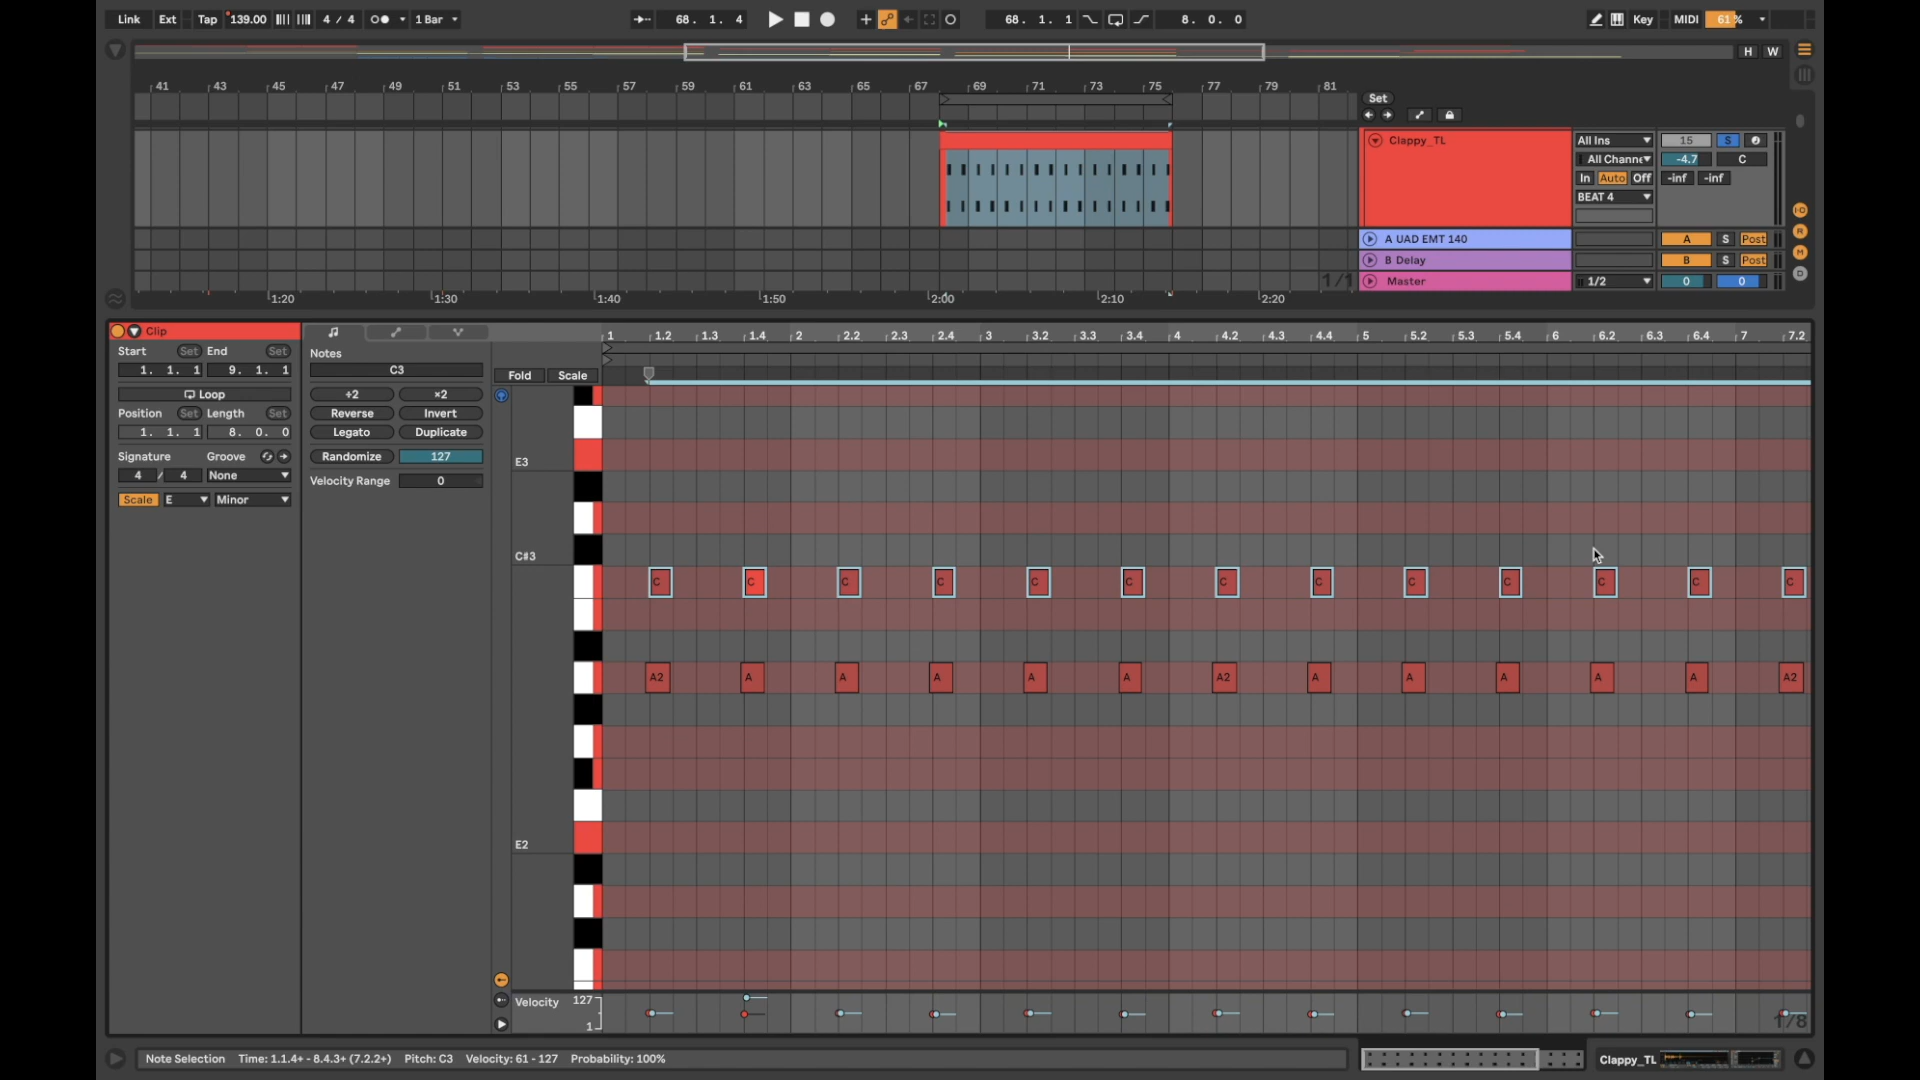 Link Ext Tap 139.00 4 / 4 1 Bar 68. 1. 4 68. 1. 1 8. 0. 0 Key MIDI 61 %
H W
41 43 45 47 49 51 53 55 57 59 61 63 65 67 69 71 73 75 77 79 81
Set
Clappy_TL All Ins 15 S
All Channe -4.7 C
In Auto Off -inf -inf
BEAT 4
A UAD EMT 140 A S Post
B Delay B S Post
1/1 Master 1/2 0 0
1:20 1:30 1:40 1:50 2:00 2:10 2:20
Clip
1 1.2 1.3 1.4 2 2.2 2.3 2.4 3 3.2 3.3 3.4 4 4.2 4.3 4.4 5 5.2 5.3 5.4 6 6.2 6.3 6.4 7 7.2
Start Set End Set
1. 1. 1 9. 1. 1
Loop
Position Set Length Set
1. 1. 1 8. 0. 0
Signature Groove
4 / 4 None
Scale E Minor
Notes
C3
÷2 ×2
Reverse Invert
Legato Duplicate
Randomize 127
Velocity Range 0
Fold Scale
E3
C#3
C C C C C C C C C C C C C
A2 A A A A A A2 A A A A A A2
E2
Velocity 127
1
1/8
Note Selection Time: 1.1.4+ - 8.4.3+ (7.2.2+) Pitch: C3 Velocity: 61 - 127 Probability: 100%
Clappy_TL